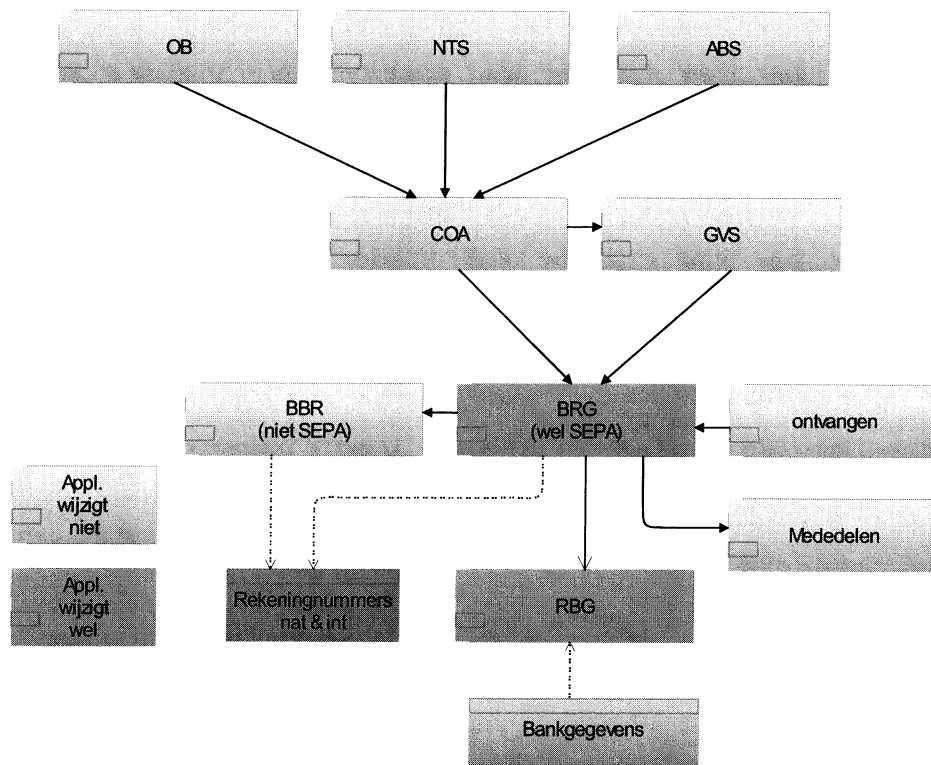 OB
NTS
ABS
COA
GVS
BBR
(niet SEPA)
BRG
(wel SEPA)
ontvangen
Appl.
wijzigt
niet
Mededelen
Appl.
wijzigt
wel
Rekeningnummers
nat & int
RBG
Bankgegevens